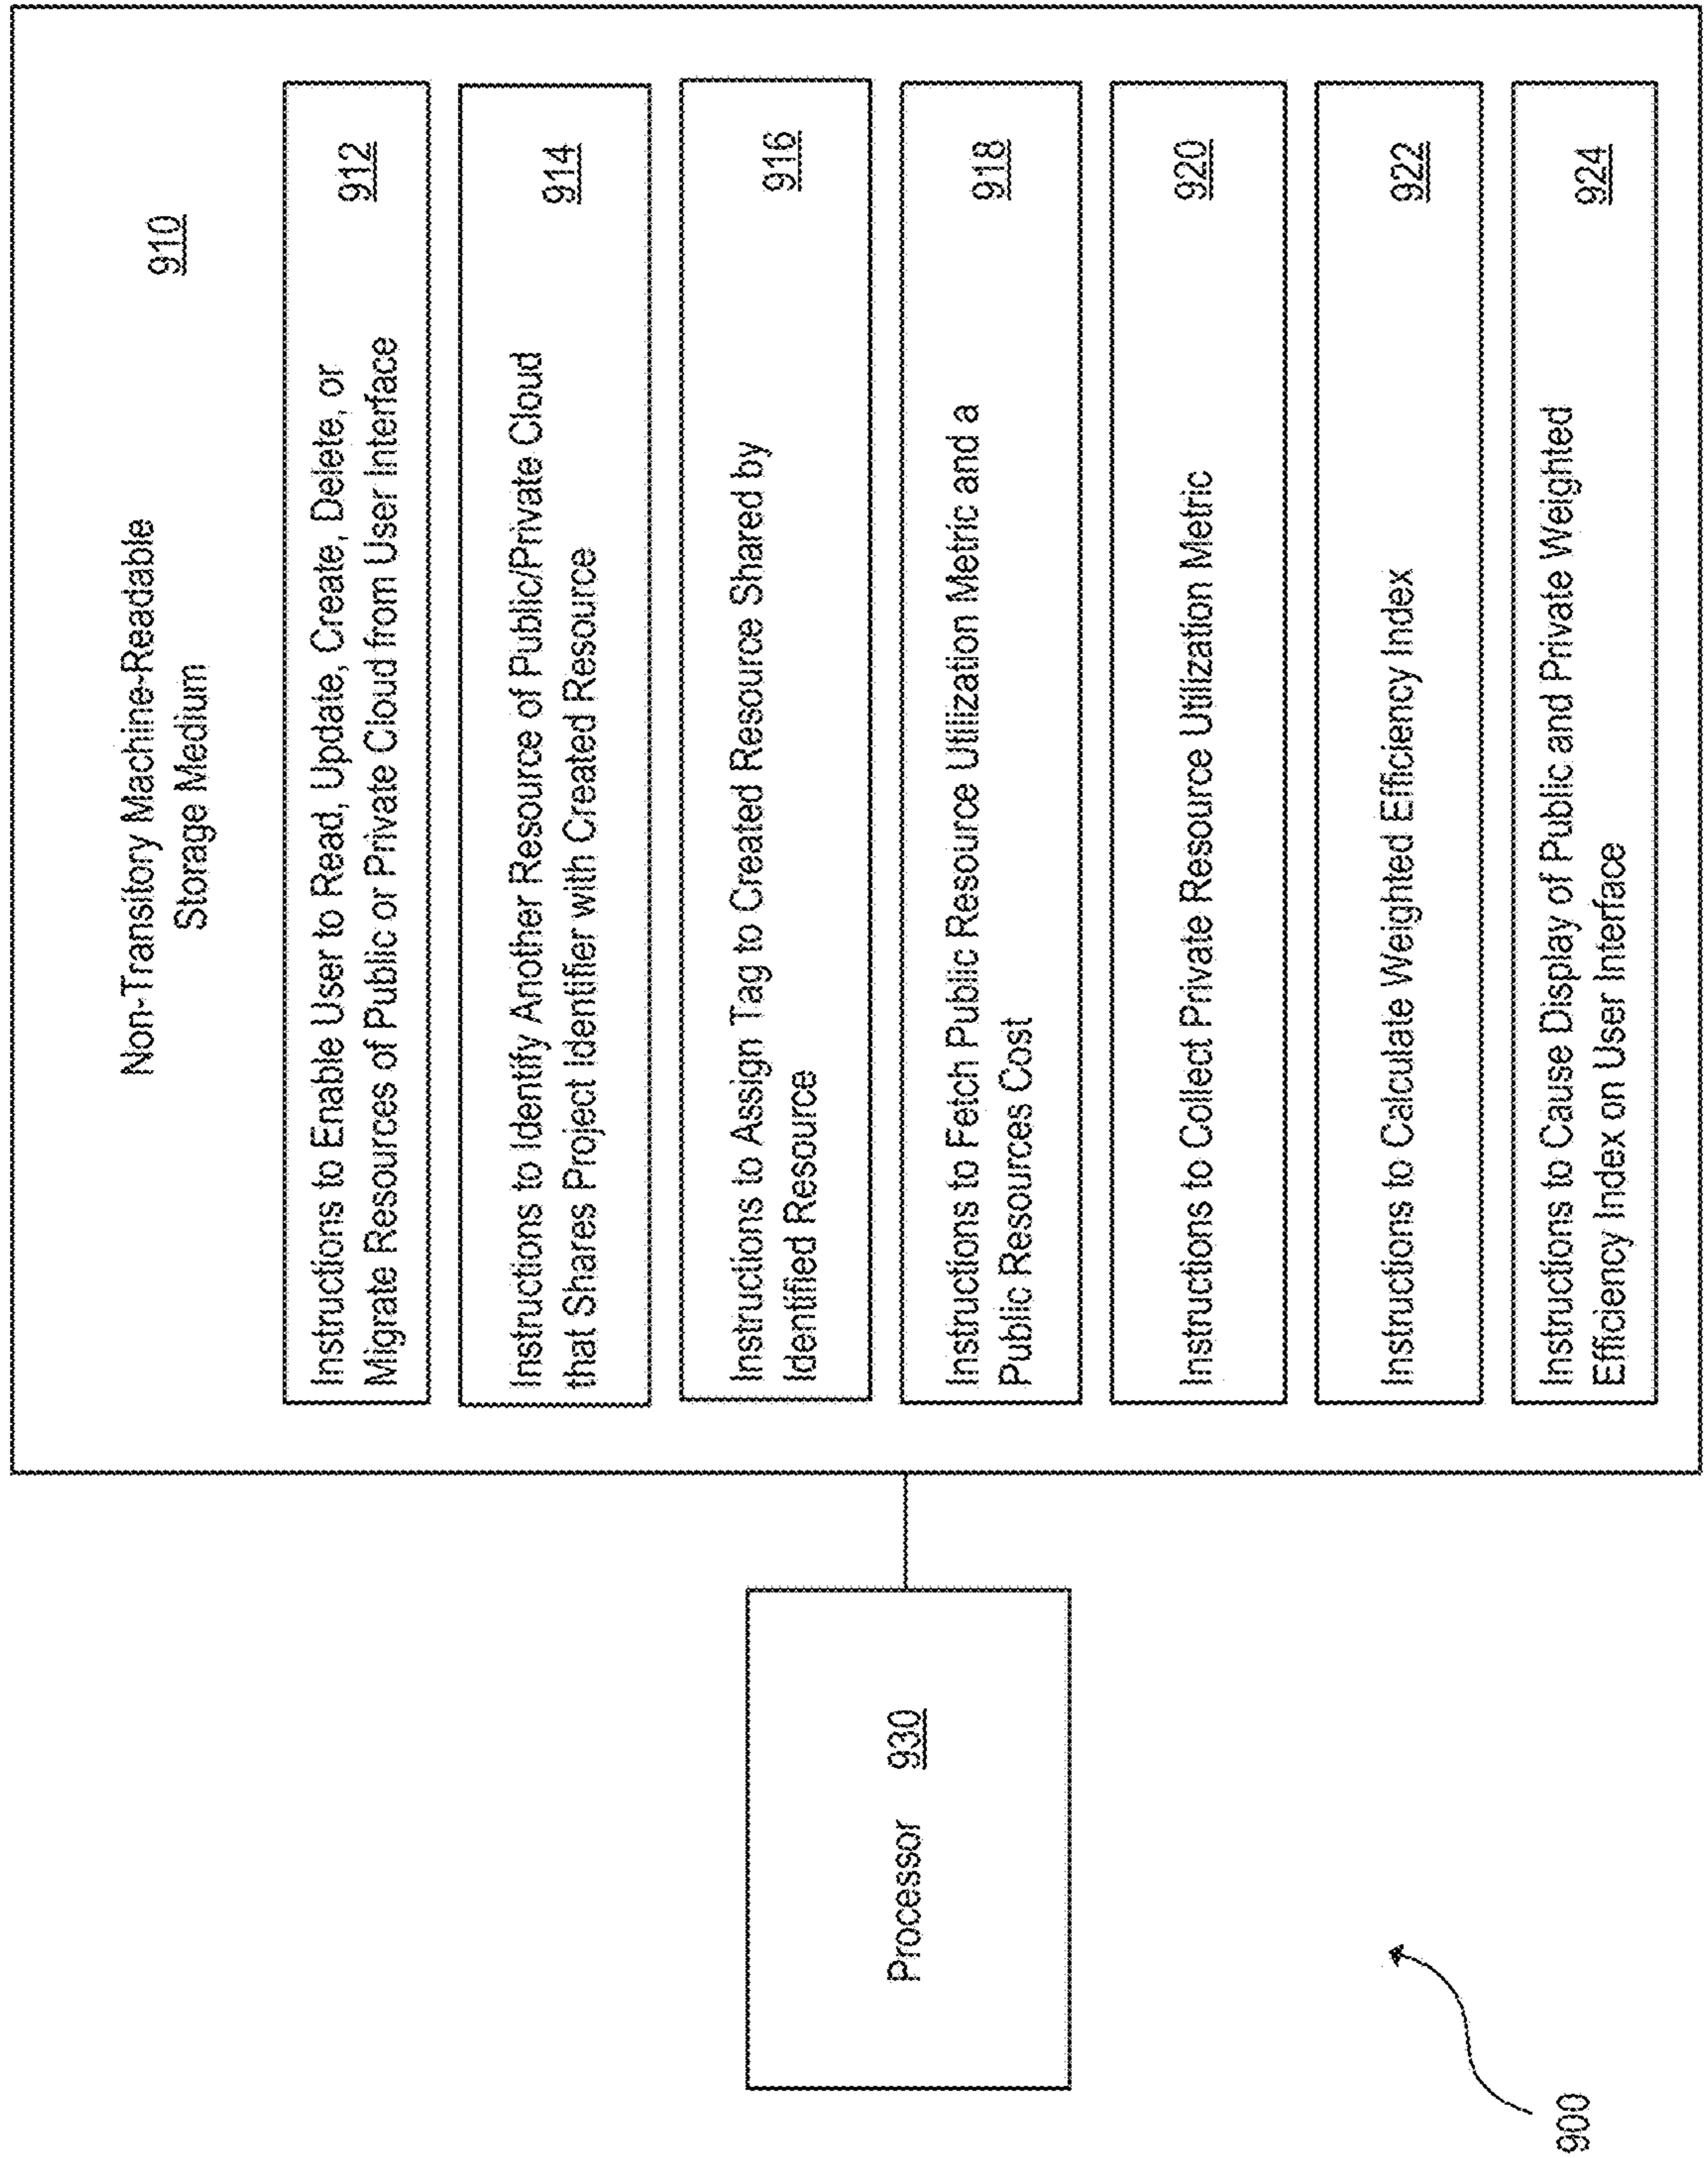 Non-Transitory Machine-Readable
Storage Medium
910
Instructions to Enable User to Read, Update, Create, Delete, or
Migrate Resources of Public or Private Cloud from User Interface
912
Instructions to Identify Another Resource of Public/Private Cloud
that Shares Project Identifier with Created Resource
914
Instructions to Assign Tag to Created Resource Shared by
Identified Resource
916
Instructions to Fetch Public Resource Utilization Metric and a
Public Resources Cost
918
Instructions to Collect Private Resource Utilization Metric
920
Instructions to Calculate Weighted Efficiency Index
922
Instructions to Cause Display of Public and Private Weighted
Efficiency Index on User Interface
924
Processor 930
900